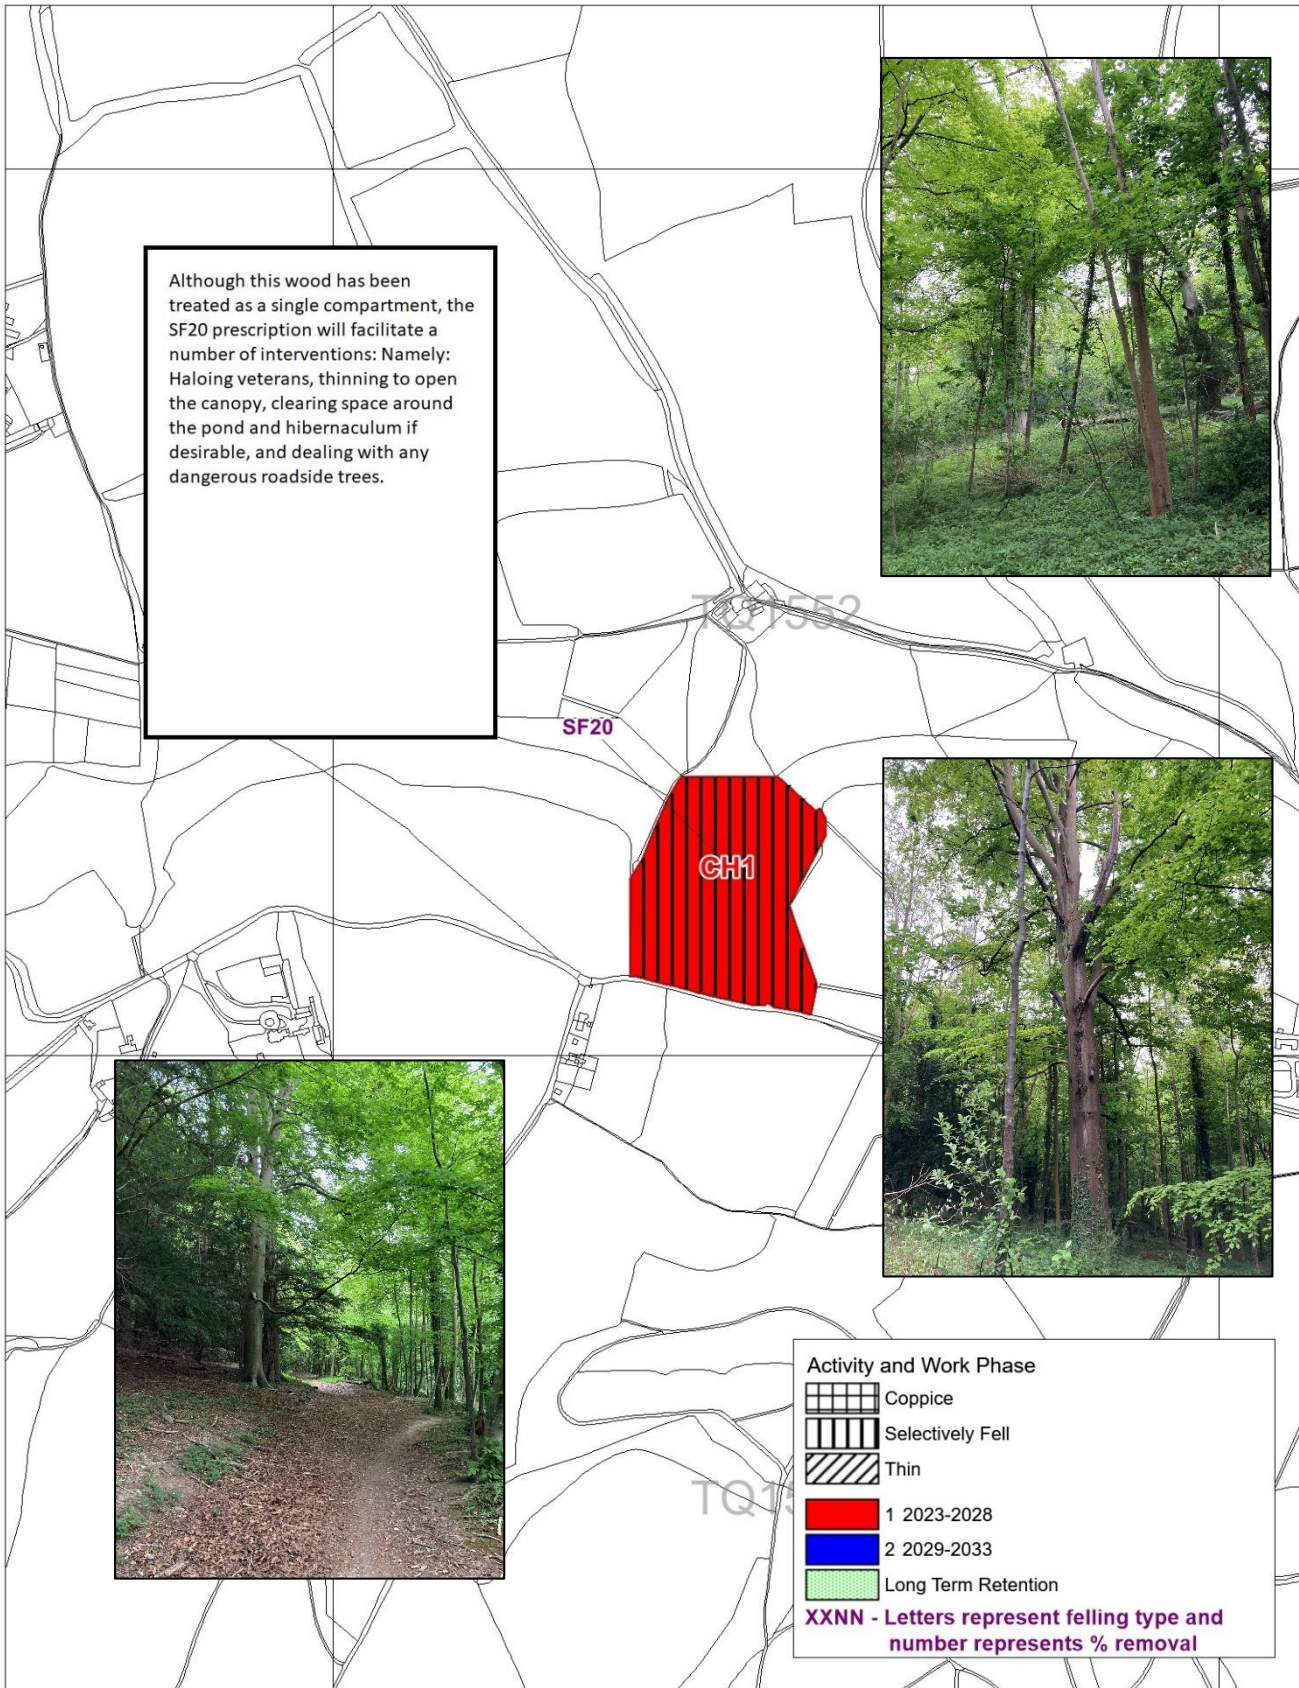 Although this wood has been
treated as a single compartment, the
SF20 prescription will facilitate a
number of interventions: Namely:
Haloing veterans, thinning to open
the canopy, clearing space around
the pond and hibernaculum if
desirable, and dealing with any
dangerous roadside trees.
TQ1552
SF20
CH1
Activity and Work Phase
Coppice
Selectively Fell
Thin
1 2023-2028
2 2029-2033
Long Term Retention
XXNN - Letters represent felling type and
number represents % removal